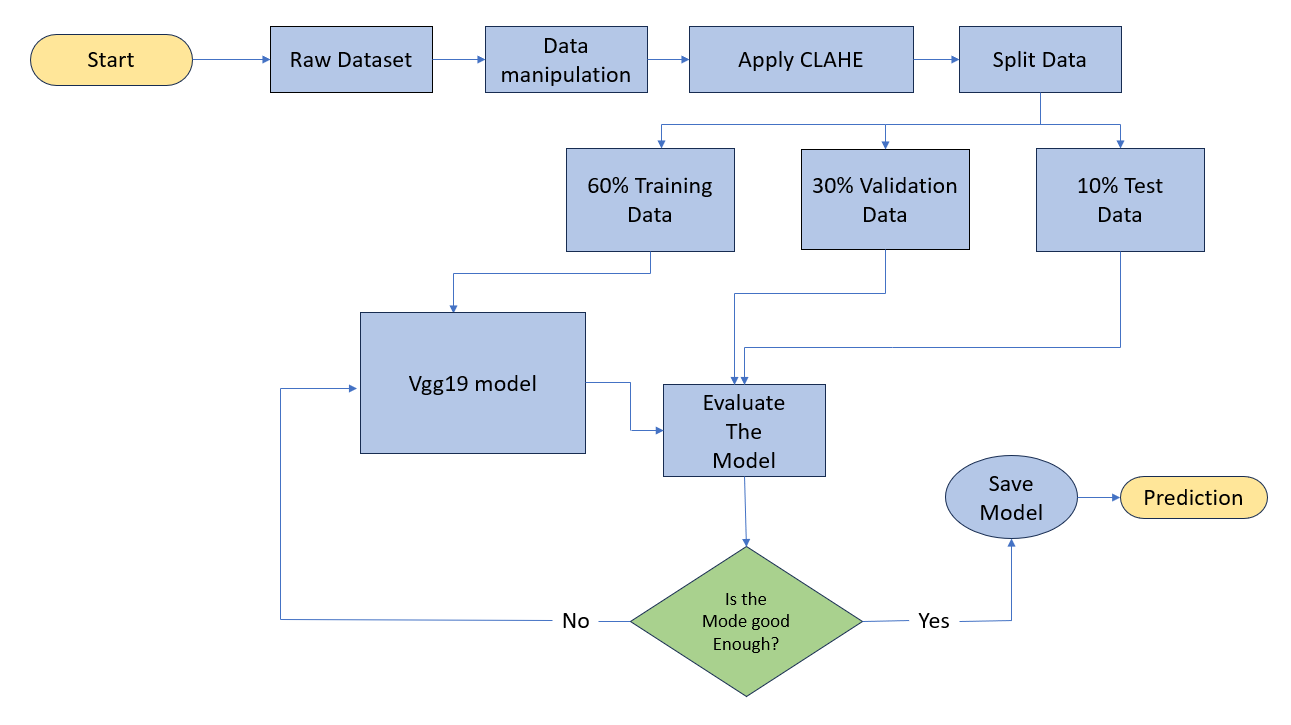 Start
Raw Dataset
Data
manipulation
Apply CLAHE
Split Data
60% Training
Data
30% Validation
Data
10% Test
Data
Vgg19 model
Evaluate
The
Model
Save
Model
Prediction
Is the
Mode good
Enough?
No
Yes